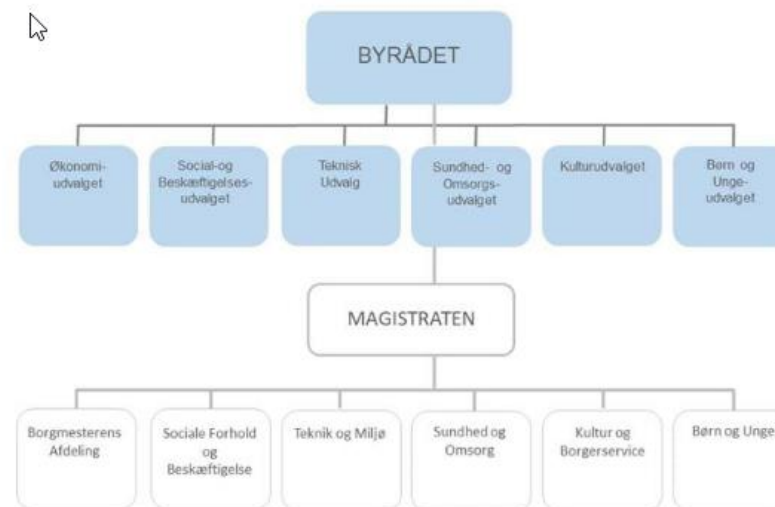 BYRÅDET
Økonomi-
udvalget
Social-og
Beskæftigelses-
udvalget
Teknisk
Udvalg
Sundhed- og
Omsorgs-
udvalget
Kulturudvalget
Børn og
Unge-
udvalget
MAGISTRATEN
Borgmesterens
Afdeling
Sociale Forhold
og
Beskæftigelse
Teknik og Miljø
Sundhed og
Omsorg
Kultur og
Borgerservice
Børn og Unge